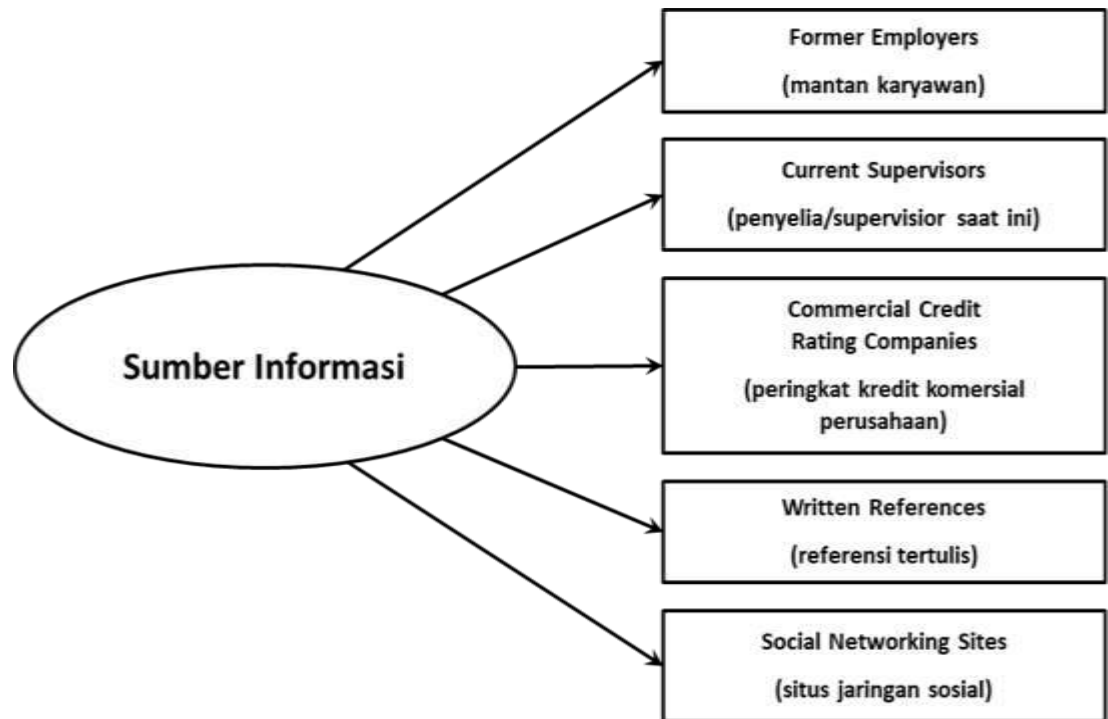 Former Employers
(mantan karyawan)
Current Supervisors
(penyelia/supervisior saat ini)
Sumber Informasi
Commercial Credit
Rating Companies
(peringkat kredit komersial
perusahaan)
Written References
(referensi tertulis)
Social Networking Sites
(situs jaringan sosial)